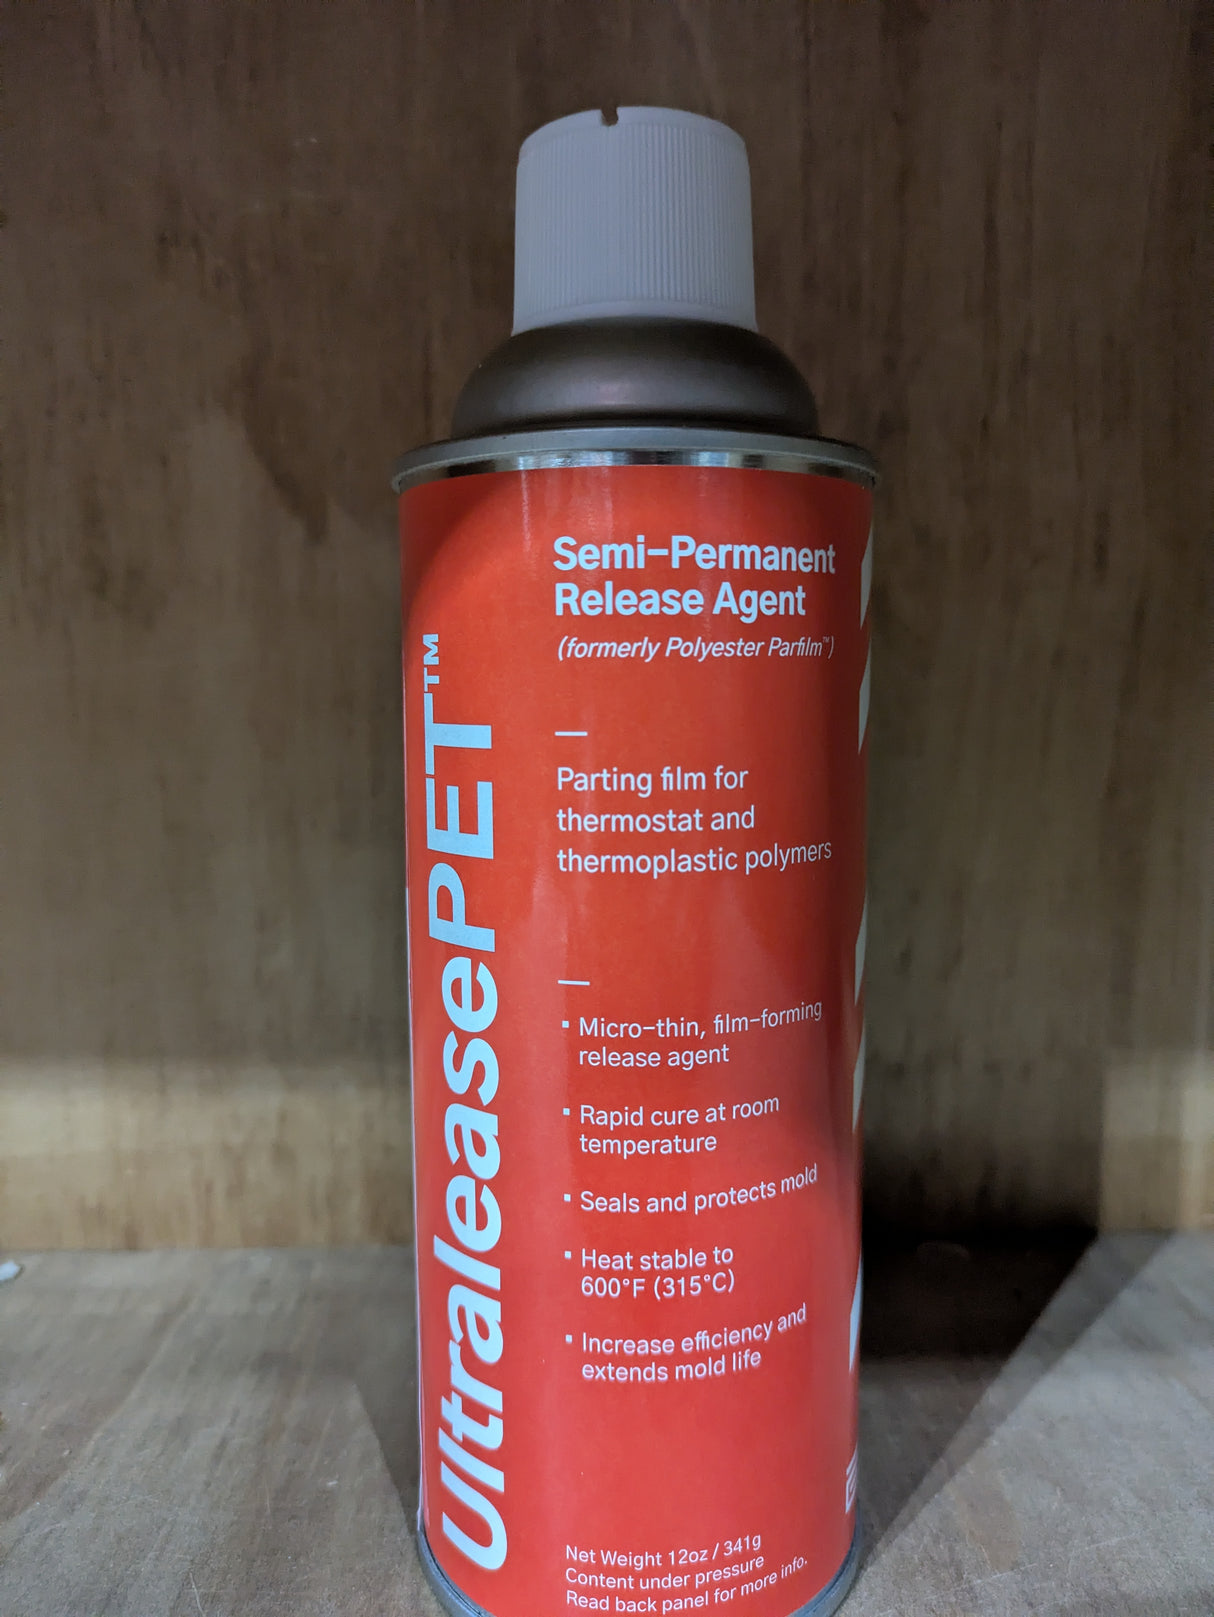 UltraleasePET™
Semi-Permanent
Release Agent
(formerly Polyester Parfilm™)
Parting film for
thermostat and
thermoplastic polymers
▪ Micro-thin, film-forming
release agent
▪ Rapid cure at room
temperature
▪ Seals and protects mold
▪ Heat stable to
600°F (315°C)
▪ Increase efficiency and
extends mold life
Net Weight 12oz / 341g
Content under pressure
Read back panel for more info.